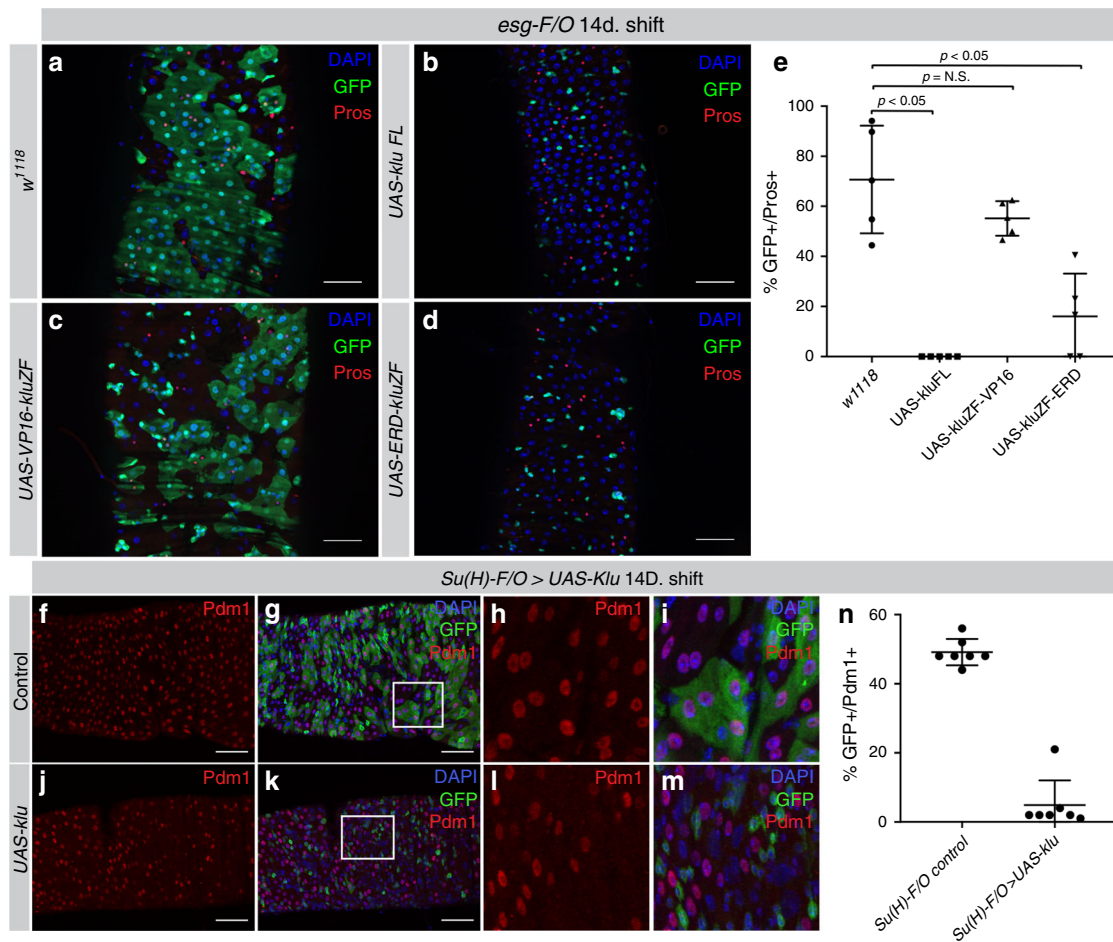 esg-F/O 14d. shift
w1118
a
DAPI
GFP
Pros
UAS-klu FL
b
DAPI
GFP
Pros
UAS-VP16-kluZF
c
DAPI
GFP
Pros
UAS-ERD-kluZF
d
DAPI
GFP
Pros
e
p < 0.05
p = N.S.
p < 0.05
% GFP+/Pros+
100
80
60
40
20
0
w1118
UAS-kluFL
UAS-kluZF-VP16
UAS-kluZF-ERD
Su(H)-F/O > UAS-Klu 14D. shift
Control
f
Pdm1
g
DAPI
GFP
Pdm1
h
Pdm1
i
DAPI
GFP
Pdm1
UAS-klu
j
Pdm1
k
DAPI
GFP
Pdm1
l
Pdm1
m
DAPI
GFP
Pdm1
n
% GFP+/Pdm1+
60
40
20
0
Su(H)-F/O control
Su(H)-F/O>UAS-klu